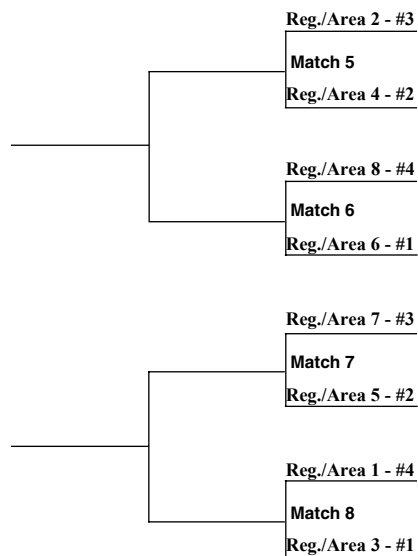 Reg./Area 2 - #3
Match 5
Reg./Area 4 - #2
Reg./Area 8 - #4
Match 6
Reg./Area 6 - #1
Reg./Area 7 - #3
Match 7
Reg./Area 5 - #2
Reg./Area 1 - #4
Match 8
Reg./Area 3 - #1